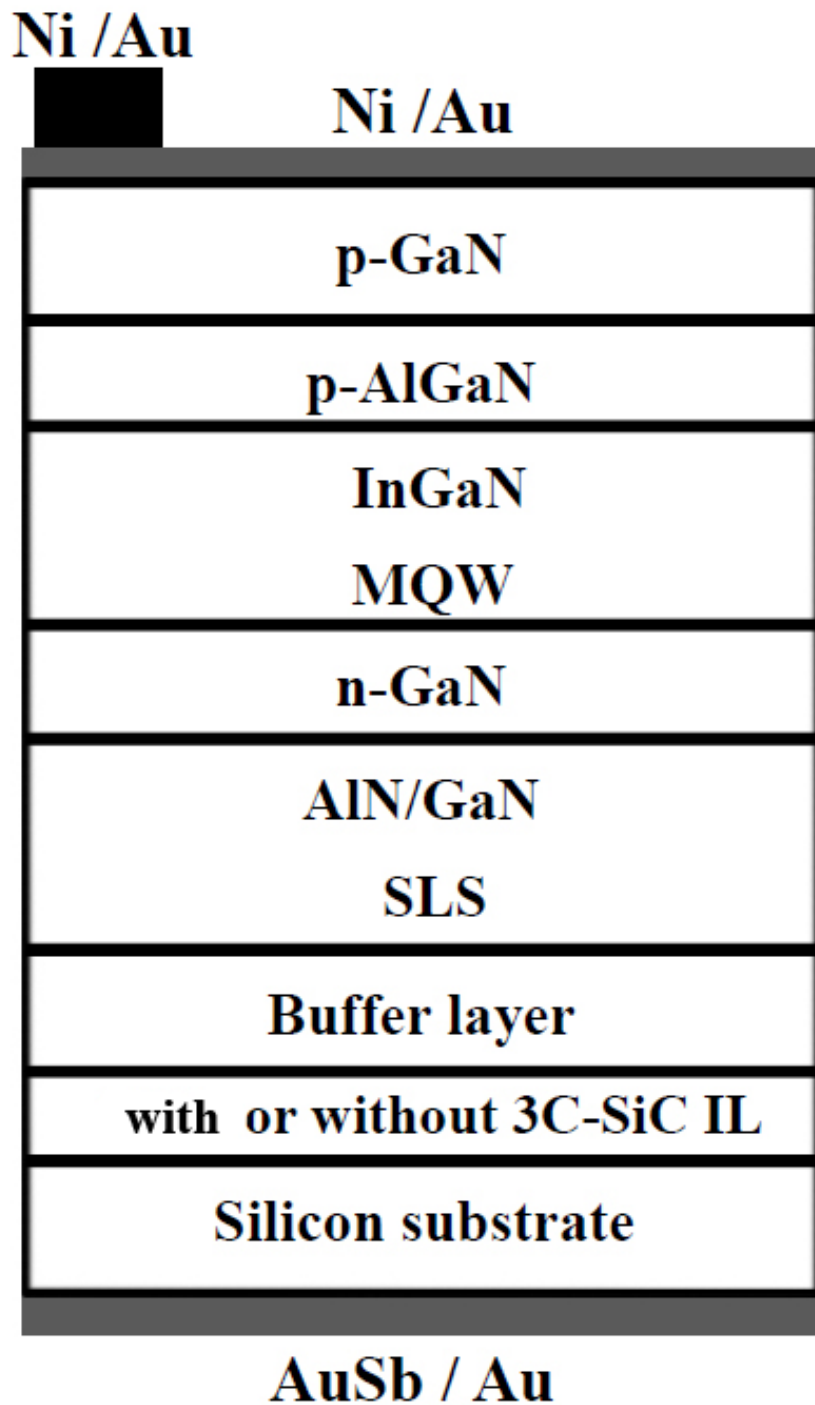 Ni /Au
Ni /Au
p-GaN
p-AlGaN
InGaN
MQW
n-GaN
AlN/GaN
SLS
Buffer layer
with or without 3C-SiC IL
Silicon substrate
AuSb / Au